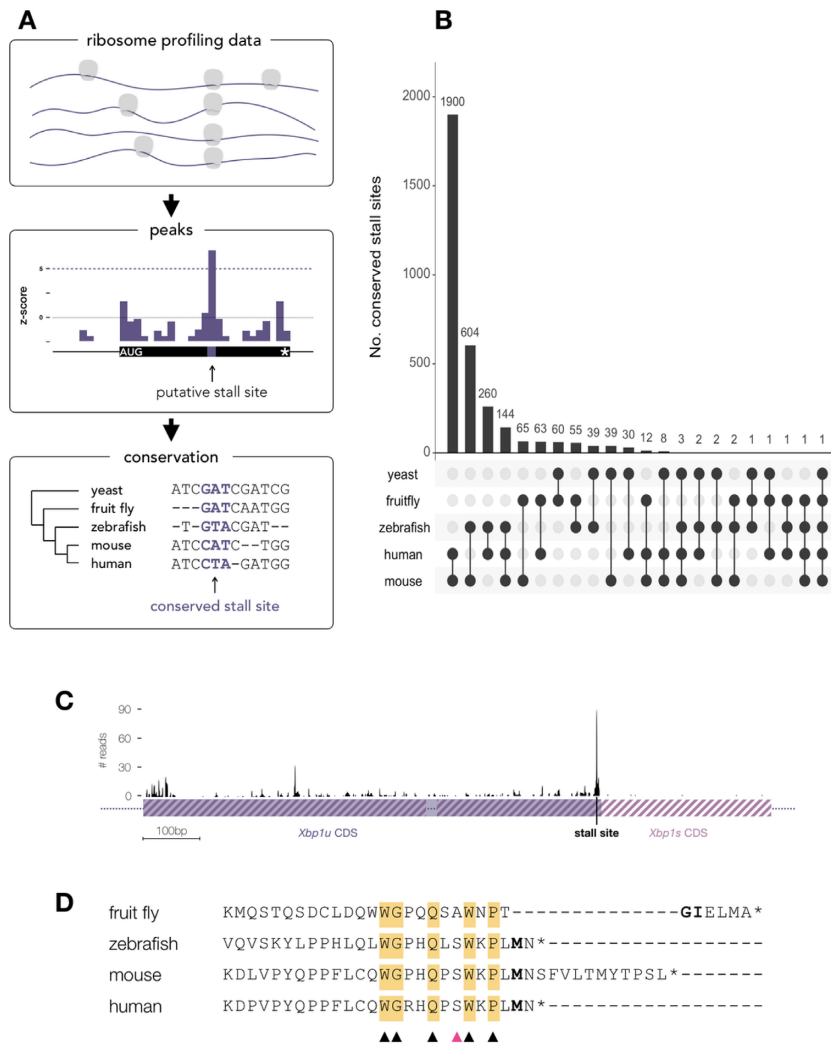 A
ribosome profiling data
peaks
z-score
5
0
AUG
*
putative stall site
conservation
yeast ATCGATCGATCG
fruit fly ---GATCAATGG
zebrafish -T-GTACGAT--
mouse ATCCATC--TGG
human ATCCTA-GATGG
conserved stall site
B
No. conserved stall sites
2000
1500
1000
500
0
1900
604
260
144
65
63
60
55
39
39
30
12
8
3
2
2
2
1
1
1
1
1
yeast
fruitfly
zebrafish
human
mouse
C
# reads
90
60
30
0
...
100bp
Xbp1u CDS
stall site
Xbp1s CDS
D
fruit fly KMQSTQSDCLDQWWGPQQSAWNPT--------------GIELMA*
zebrafish VQVSKYLPPHLQLWGPHQLSWKPLMN*------------------
mouse KDLVPYQPPFLCQWGPHQPSWKPLMNSFVLTMYTPSL*-------
human KDPVPYQPPFLCQWGRHQPSWKPLMN*------------------